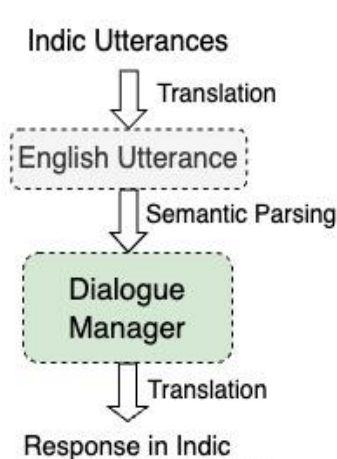 Indic Utterances
Translation
English Utterance
Semantic Parsing
Dialogue
Manager
Translation
Response in Indic